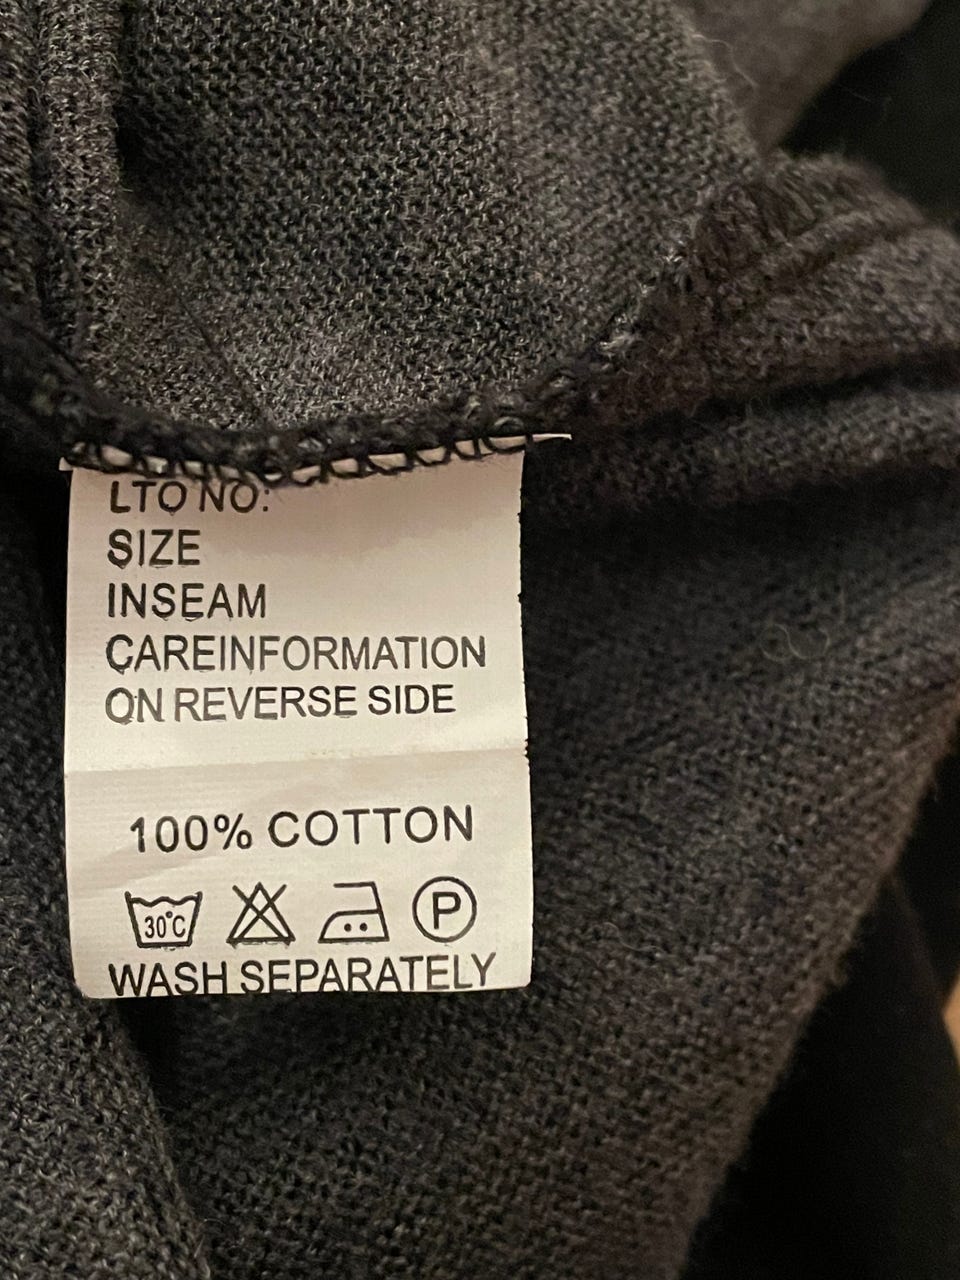 LTO NO:
SIZE
INSEAM
CAREINFORMATION
ON REVERSE SIDE
100% COTTON
30°C P
WASH SEPARATELY